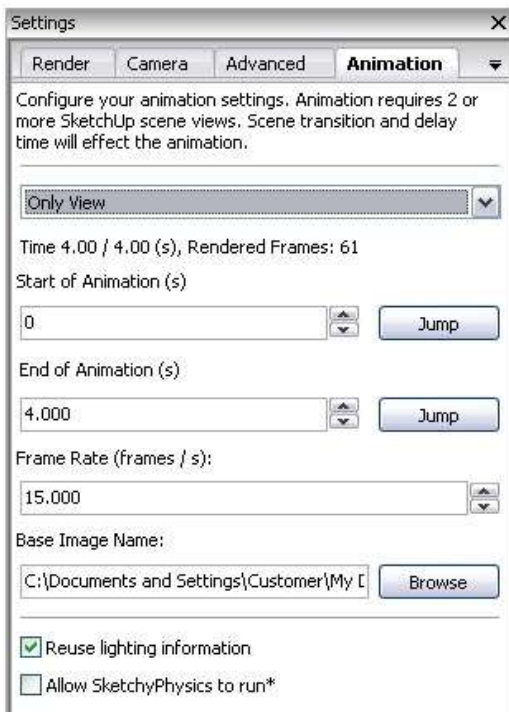 Settings
Render Camera Advanced Animation
Configure your animation settings. Animation requires 2 or
more SketchUp scene views. Scene transition and delay
time will effect the animation.
Only View
Time 4.00 / 4.00 (s), Rendered Frames: 61
Start of Animation (s)
0 Jump
End of Animation (s)
4.000 Jump
Frame Rate (frames / s):
15.000
Base Image Name:
C:\Documents and Settings\Customer\My Browse
Reuse lighting information
Allow SketchyPhysics to run*